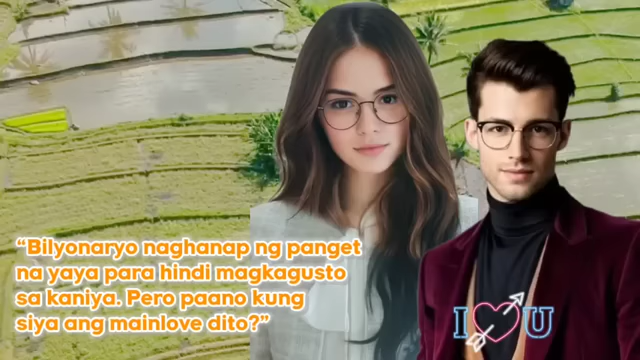 “Bilyonaryo naghanap ng panget
na yaya para hindi magkagusto
sa kaniya. Pero paano kung
siya ang mainlove dito?”
I U